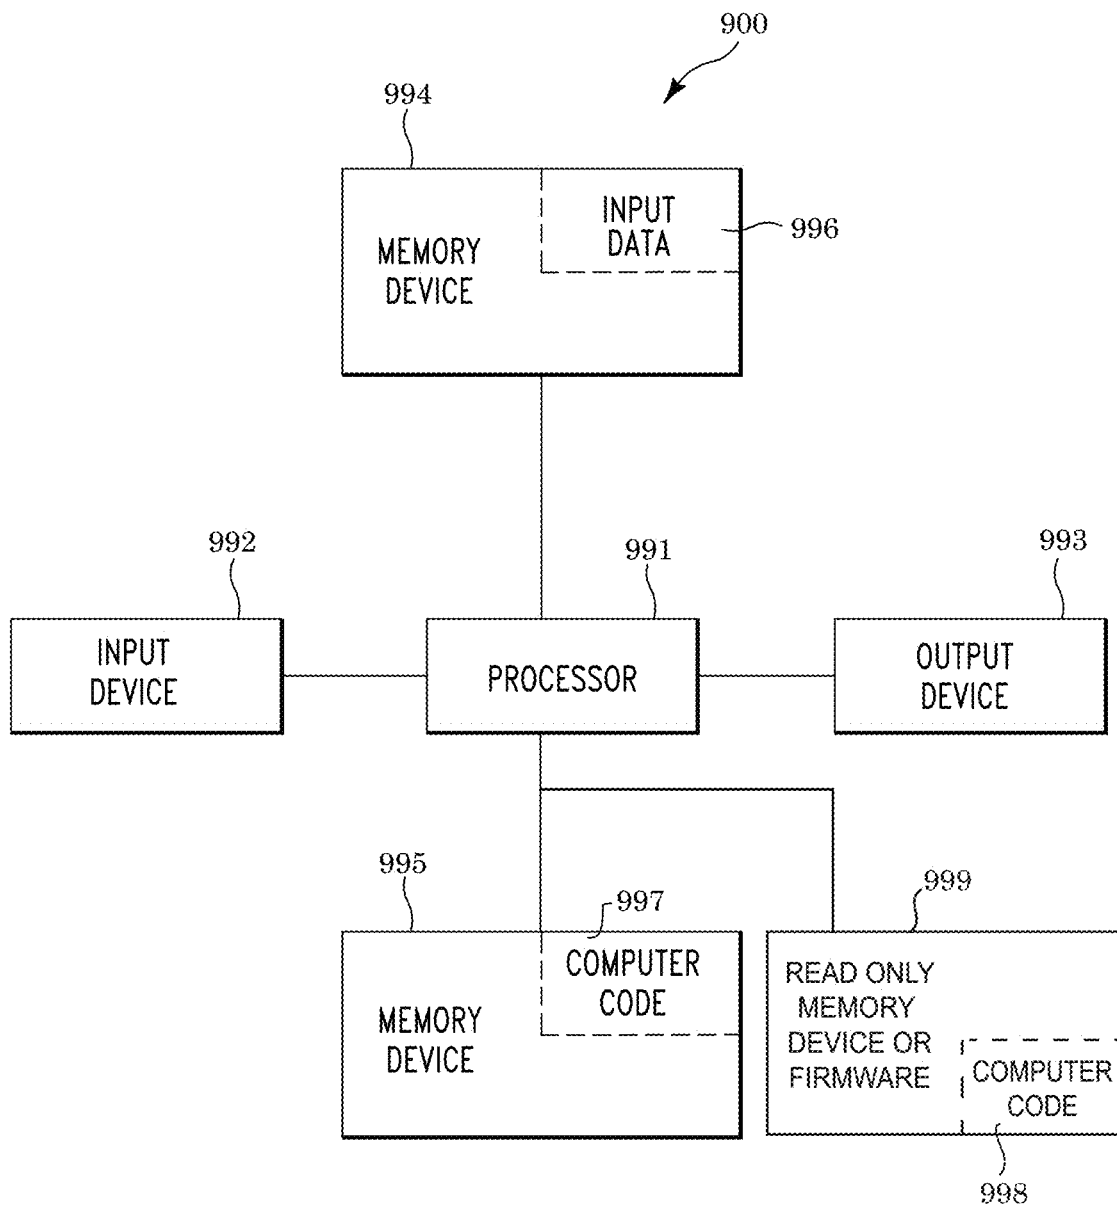 900
994
INPUT
DATA
996
MEMORY
DEVICE
992
991
993
INPUT
DEVICE
PROCESSOR
OUTPUT
DEVICE
995
997
999
COMPUTER
CODE
MEMORY
DEVICE
READ ONLY
MEMORY
DEVICE OR
FIRMWARE
COMPUTER
CODE
998